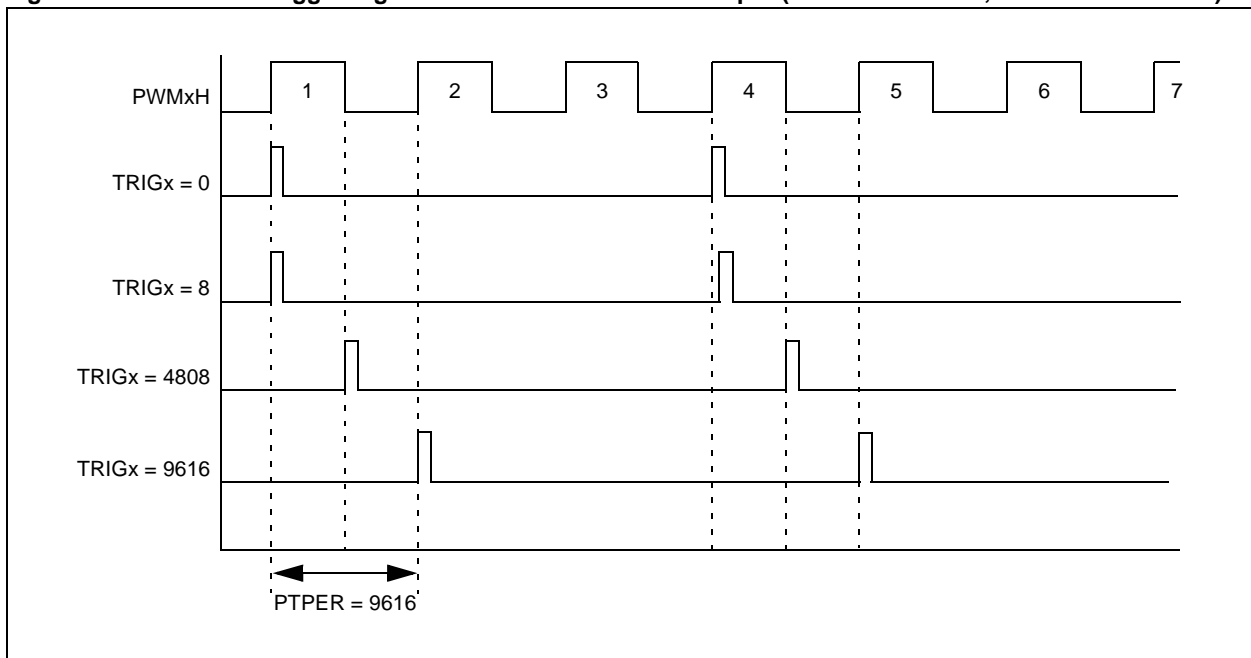 PWMxH
1
2
3
4
5
6
7
TRIGx = 0
TRIGx = 8
TRIGx = 4808
TRIGx = 9616
PTPER = 9616